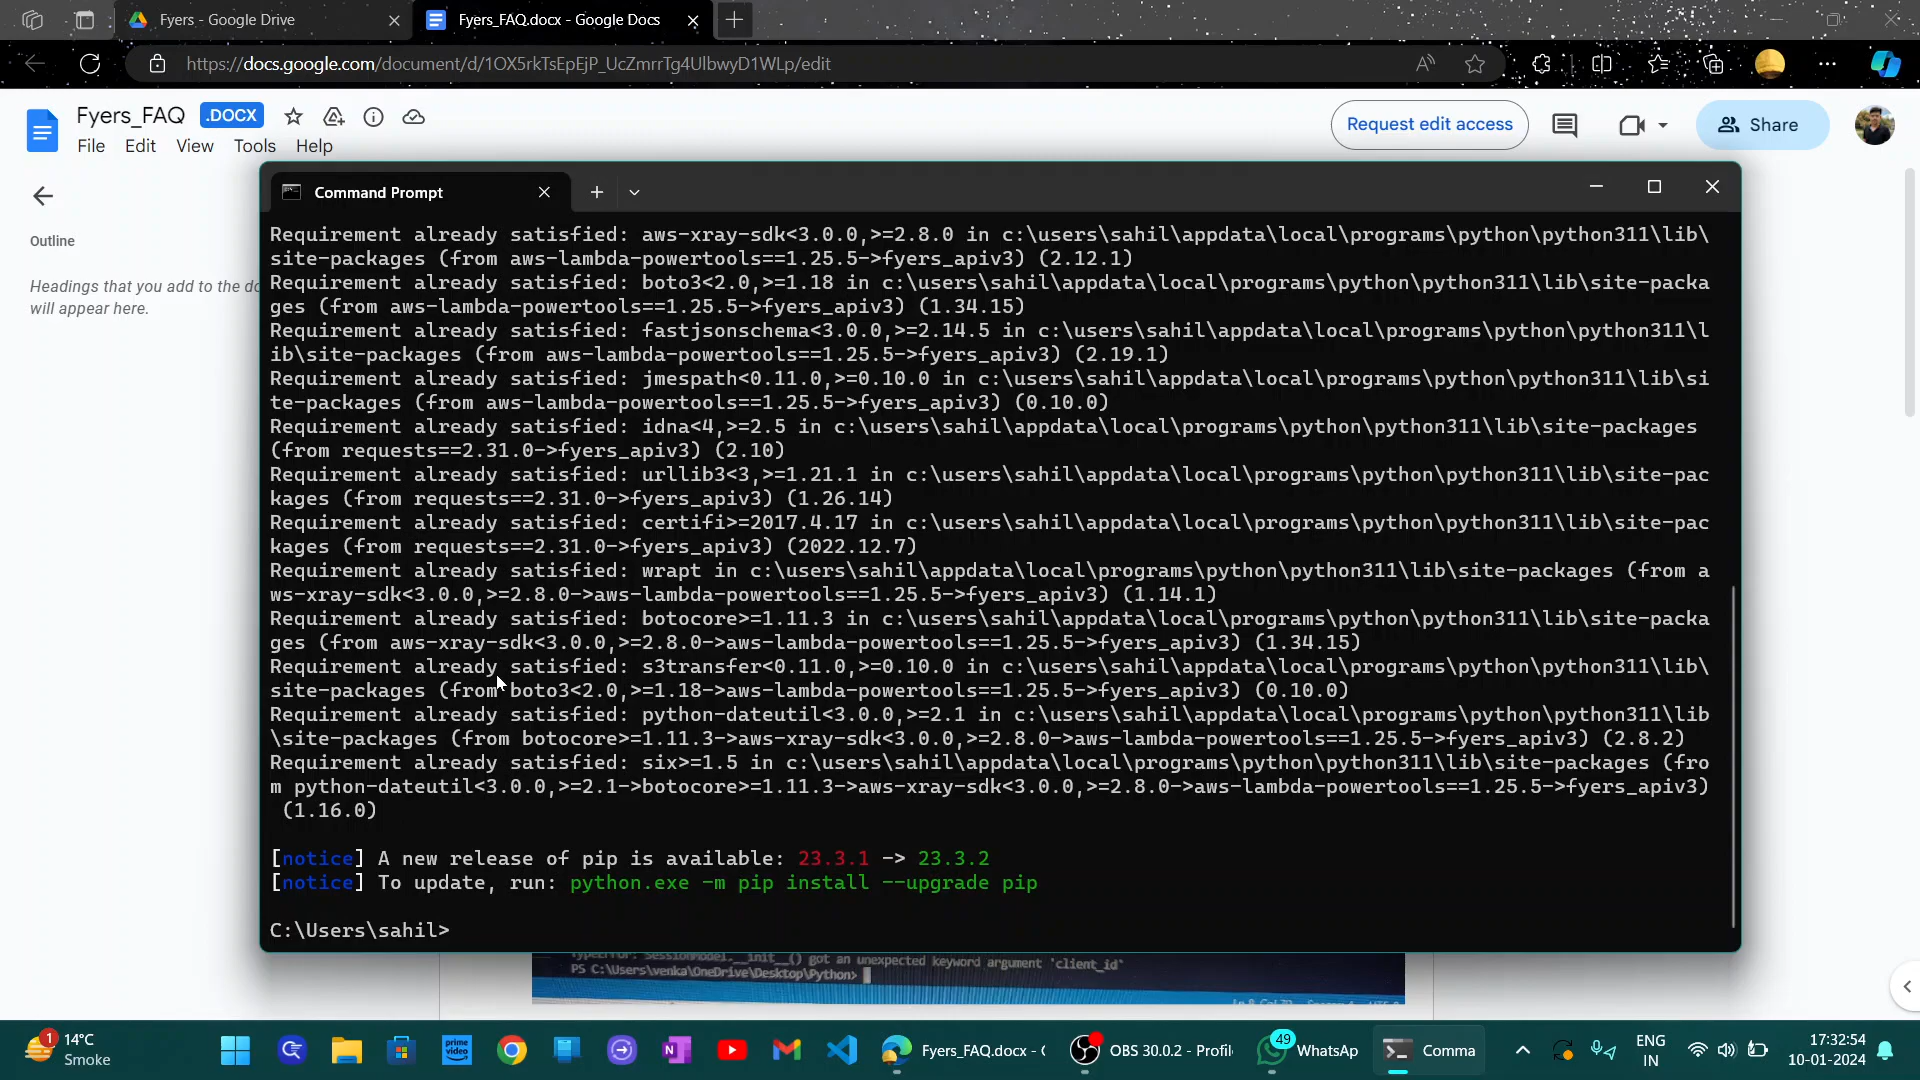 Fyers - Google Drive
Fyers_FAQ.docx - Google Docs
https://docs.google.com/document/d/1OX5rkTsEpEjP_UcZmrrTg4UlbwyD1WLp/edit
Fyers_FAQ .DOCX
Request edit access
Share
File Edit View Tools Help
Outline
Headings that you add to the do
will appear here.
Command Prompt
Requirement already satisfied: aws-xray-sdk<3.0.0,>=2.8.0 in c:\users\sahil\appdata\local\programs\python\python311\lib\
site-packages (from aws-lambda-powertools==1.25.5->fyers_apiv3) (2.12.1)
Requirement already satisfied: boto3<2.0,>=1.18 in c:\users\sahil\appdata\local\programs\python\python311\lib\site-packa
ges (from aws-lambda-powertools==1.25.5->fyers_apiv3) (1.34.15)
Requirement already satisfied: fastjsonschema<3.0.0,>=2.14.5 in c:\users\sahil\appdata\local\programs\python\python311\l
ib\site-packages (from aws-lambda-powertools==1.25.5->fyers_apiv3) (2.19.1)
Requirement already satisfied: jmespath<0.11.0,>=0.10.0 in c:\users\sahil\appdata\local\programs\python\python311\lib\si
te-packages (from aws-lambda-powertools==1.25.5->fyers_apiv3) (0.10.0)
Requirement already satisfied: idna<4,>=2.5 in c:\users\sahil\appdata\local\programs\python\python311\lib\site-packages
(from requests==2.31.0->fyers_apiv3) (2.10)
Requirement already satisfied: urllib3<3,>=1.21.1 in c:\users\sahil\appdata\local\programs\python\python311\lib\site-pac
kages (from requests==2.31.0->fyers_apiv3) (1.26.14)
Requirement already satisfied: certifi>=2017.4.17 in c:\users\sahil\appdata\local\programs\python\python311\lib\site-pac
kages (from requests==2.31.0->fyers_apiv3) (2022.12.7)
Requirement already satisfied: wrapt in c:\users\sahil\appdata\local\programs\python\python311\lib\site-packages (from a
ws-xray-sdk<3.0.0,>=2.8.0->aws-lambda-powertools==1.25.5->fyers_apiv3) (1.14.1)
Requirement already satisfied: botocore>=1.11.3 in c:\users\sahil\appdata\local\programs\python\python311\lib\site-packa
ges (from aws-xray-sdk<3.0.0,>=2.8.0->aws-lambda-powertools==1.25.5->fyers_apiv3) (1.34.15)
Requirement already satisfied: s3transfer<0.11.0,>=0.10.0 in c:\users\sahil\appdata\local\programs\python\python311\lib\
site-packages (from boto3<2.0,>=1.18->aws-lambda-powertools==1.25.5->fyers_apiv3) (0.10.0)
Requirement already satisfied: python-dateutil<3.0.0,>=2.1 in c:\users\sahil\appdata\local\programs\python\python311\lib
\site-packages (from botocore>=1.11.3->aws-xray-sdk<3.0.0,>=2.8.0->aws-lambda-powertools==1.25.5->fyers_apiv3) (2.8.2)
Requirement already satisfied: six>=1.5 in c:\users\sahil\appdata\local\programs\python\python311\lib\site-packages (fro
m python-dateutil<3.0.0,>=2.1->botocore>=1.11.3->aws-xray-sdk<3.0.0,>=2.8.0->aws-lambda-powertools==1.25.5->fyers_apiv3)
(1.16.0)
[notice] A new release of pip is available: 23.3.1 -> 23.3.2
[notice] To update, run: python.exe -m pip install --upgrade pip
C:\Users\sahil>
TypeError: SessionModel.__init__() got an unexpected keyword argument 'client_id'
PS C:\Users\venka\OneDrive\Desktop\Python>
1 14°C
Smoke
prime video
N
Fyers_FAQ.docx -
OBS 30.0.2 - Profil
49
WhatsApp
Comma
ENG
IN
17:32:54
10-01-2024